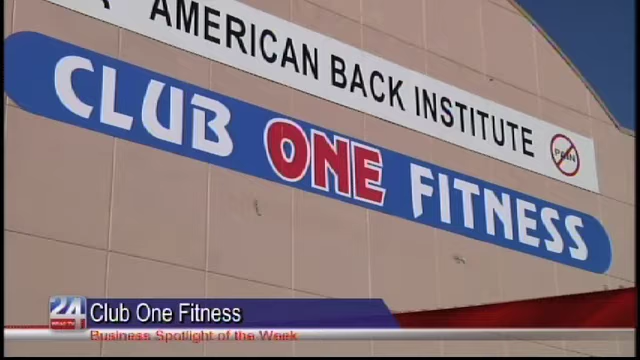 AMERICAN BACK INSTITUTE
PAIN
CLUB ONE FITNESS
24
Club One Fitness
Business Spotlight of the Week